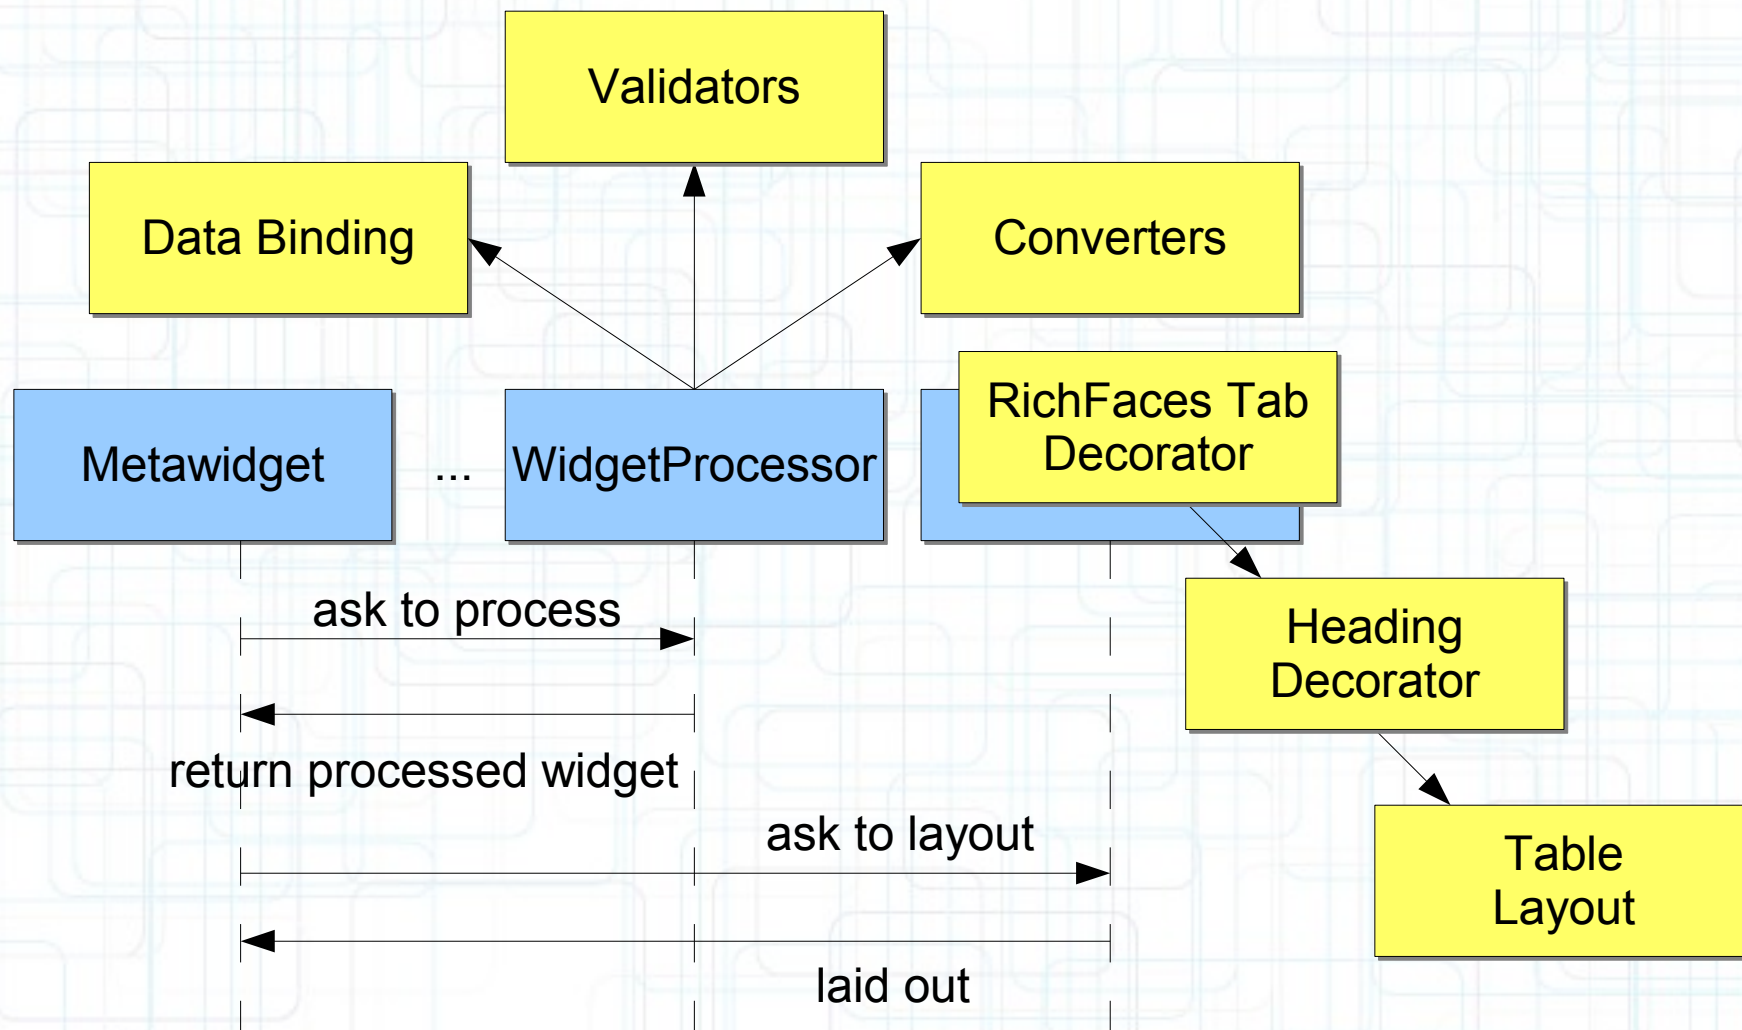 Validators
Data Binding
Converters
RichFaces Tab
Decorator
Metawidget
...
WidgetProcessor
ask to process
Heading
Decorator
return processed widget
ask to layout
Table
Layout
laid out